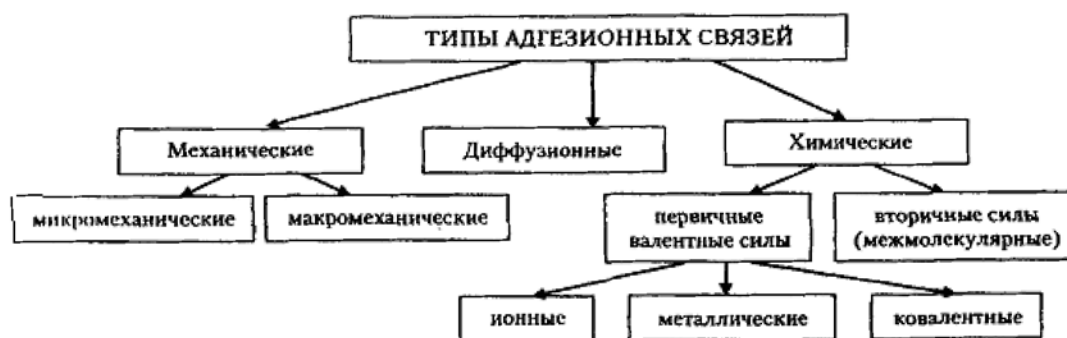 ТИПЫ АДГЕЗИОННЫХ СВЯЗЕЙ
Механические
Диффузионные
Химические
микромеханические
макромеханические
первичные
валентные силы
вторичные силы
(межмолекулярные)
ионные
металлические
ковалентные